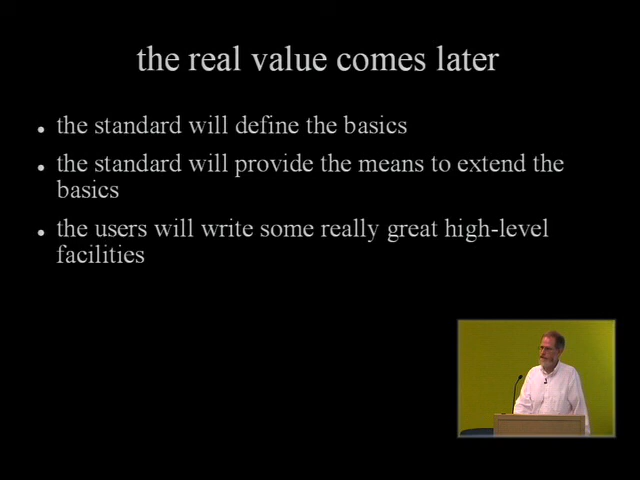 the real value comes later
the standard will define the basics
the standard will provide the means to extend the
basics
the users will write some really great high-level
facilities